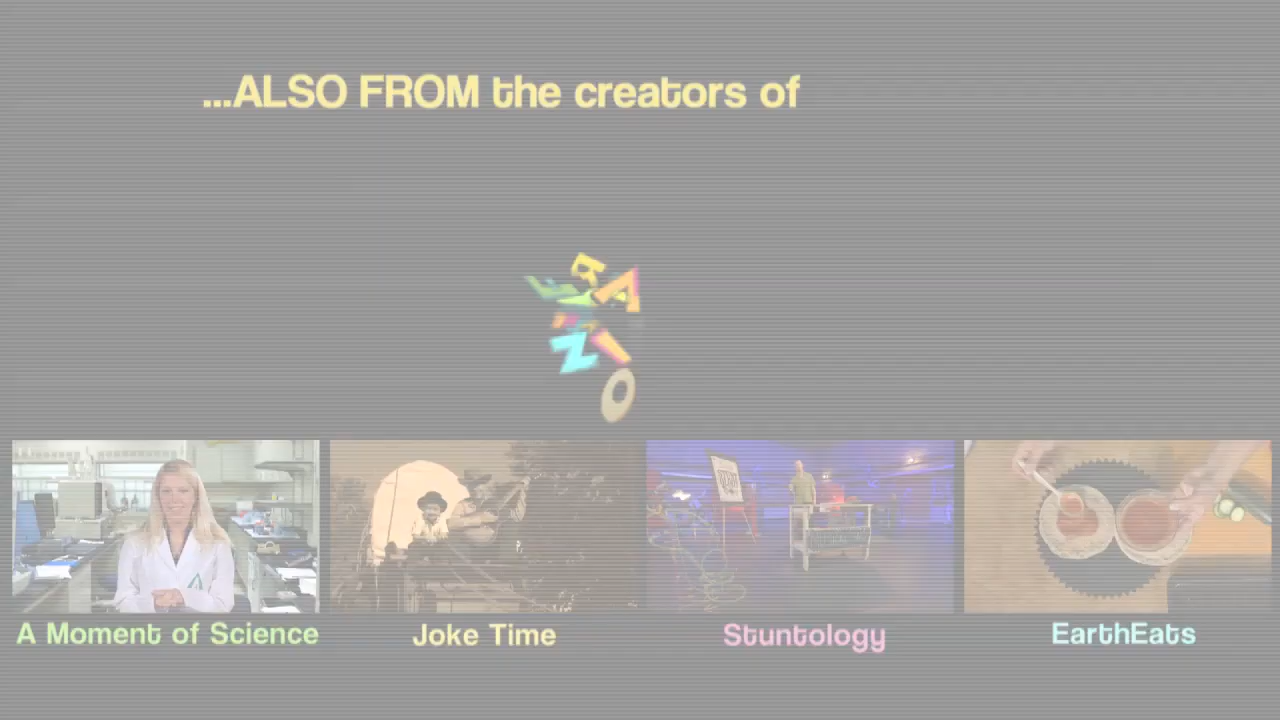 ...ALSO FROM the creators of
A Moment of Science
Joke Time
Stuntology
EarthEats